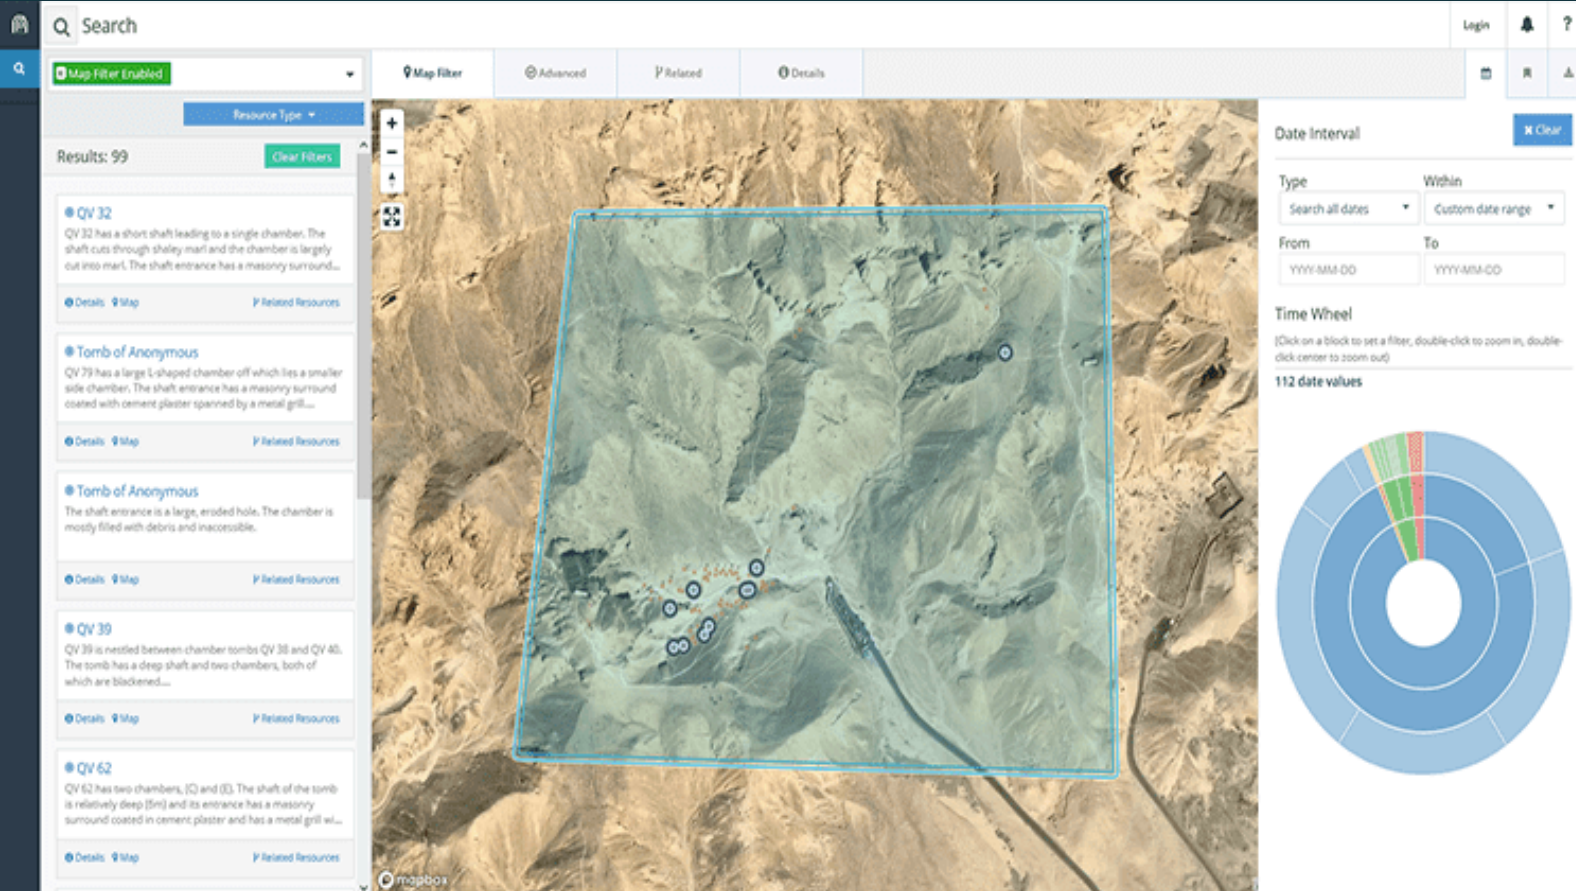 Search
Login
?
Map Filter Enabled
Map Filter
Advanced
Related
Details
Resource Type
Results: 99
Clear Filters
QV 32
QV 32 has a short shaft leading to a single chamber. The
shaft cuts through shaley marl and the chamber is largely
cut into marl. The shaft entrance has a masonry surround...
Details Map Related Resources
Tomb of Anonymous
QV 79 has a large L-shaped chamber off which lies a smaller
side chamber. The shaft entrance has a masonry surround
coated with cement plaster spanned by a metal grill....
Details Map Related Resources
Tomb of Anonymous
The shaft entrance is a large, eroded hole. The chamber is
mostly filled with debris and inaccessible.
Details Map Related Resources
QV 39
QV 39 is nestled between chamber tombs QV 38 and QV 40.
The tomb has a deep shaft and two chambers, both of
which are blackened....
Details Map Related Resources
QV 62
QV 62 has two chambers, (C) and (E). The shaft of the tomb
is relatively deep (5m) and its entrance has a masonry
surround coated in cement plaster and has a metal grill wi...
Details Map Related Resources
mapbox
Date Interval
Clear
Type Within
Search all dates Custom date range
From To
YYYY-MM-DD YYYY-MM-DD
Time Wheel
(Click on a block to set a filter, double-click to zoom in, double-
click center to zoom out)
112 date values